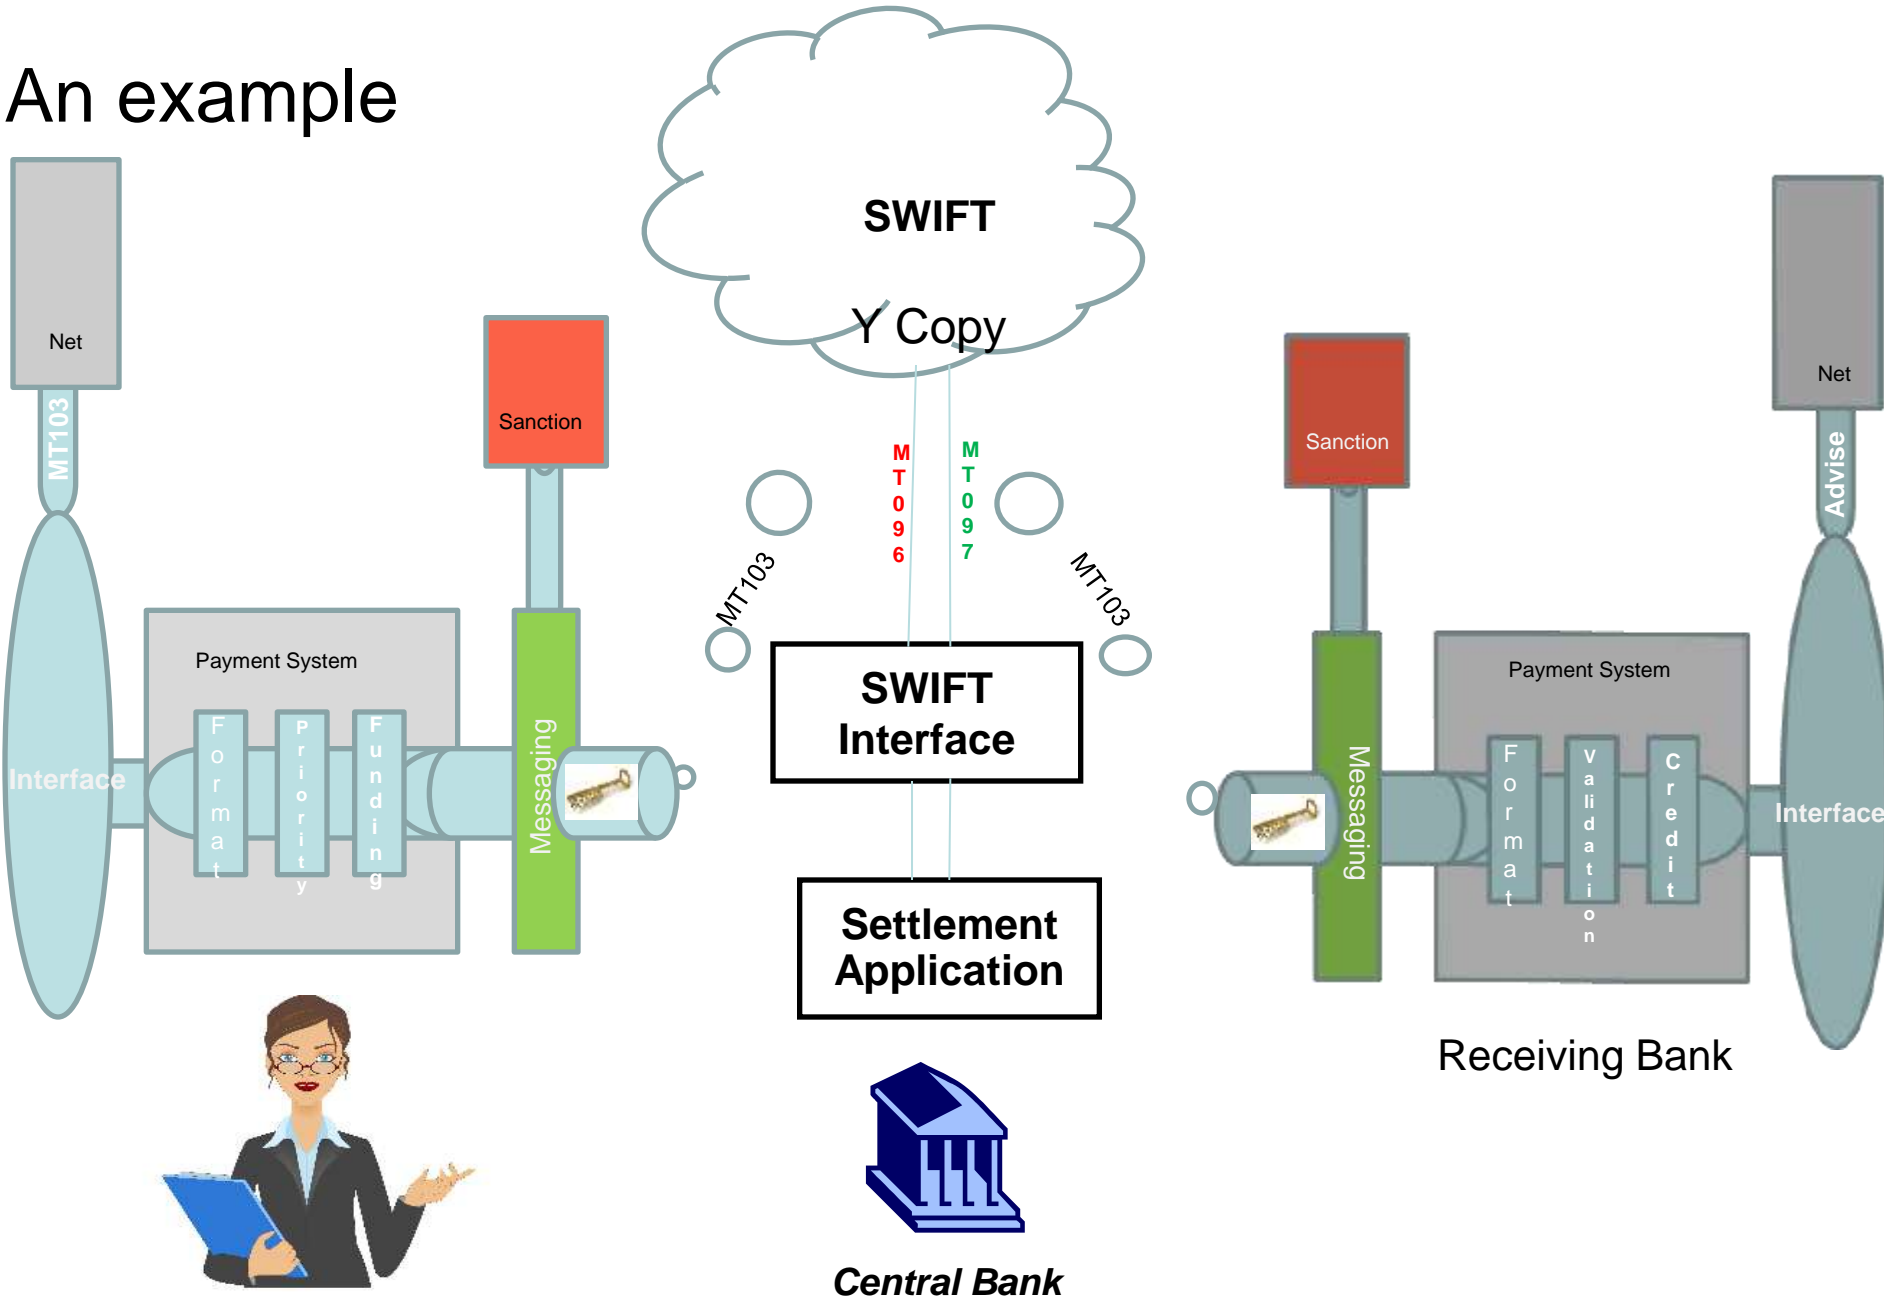 An example
SWIFT
Y Copy
Net
MT103
Interface
Payment System
Format
Priority
Funding
Sanction
Messaging
MT103
MT096
MT097
MT103
SWIFT
Interface
Settlement
Application
Central Bank
Sanction
Messaging
Payment System
Format
Validation
Credit
Net
Advise
Interface
Receiving Bank